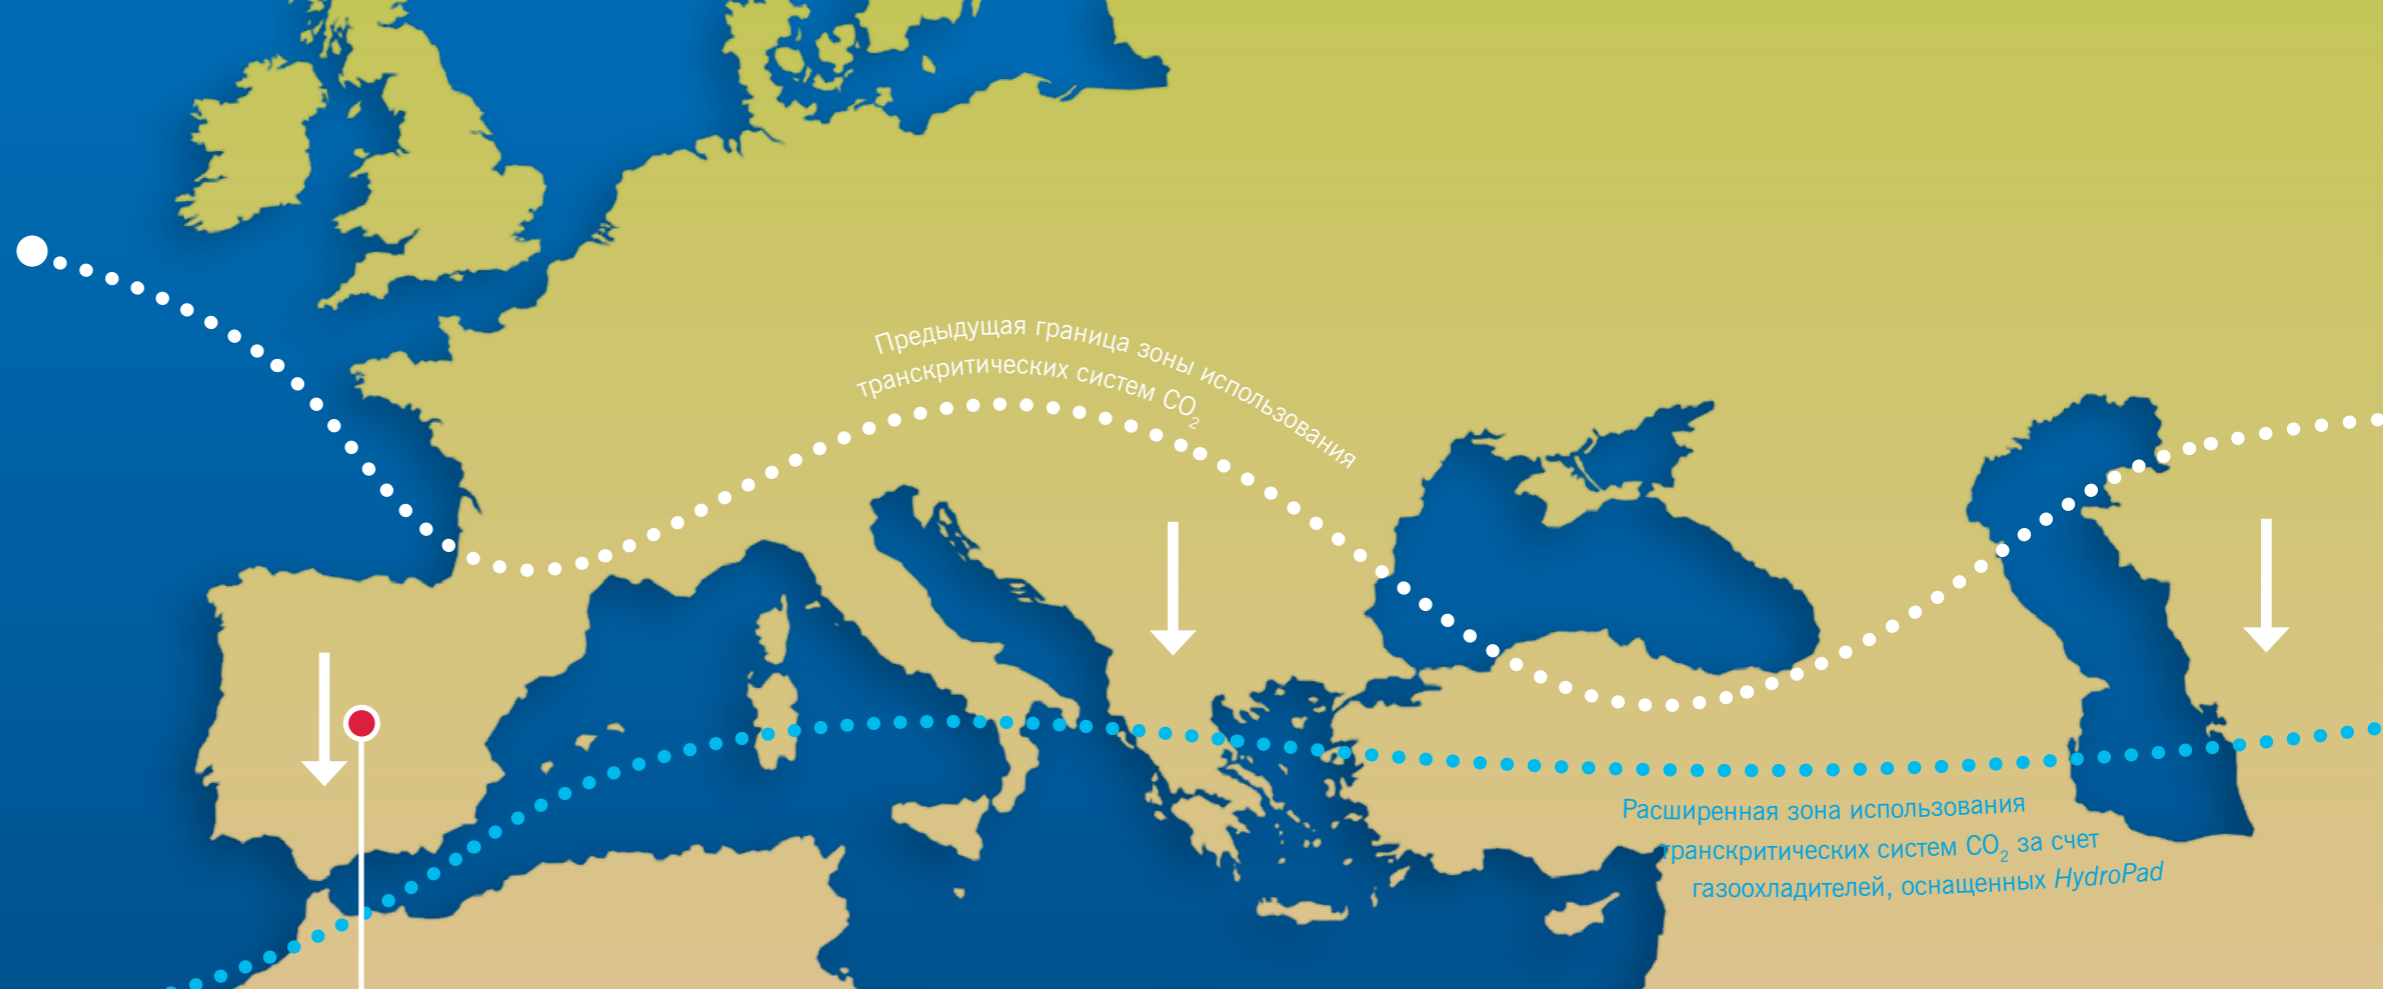 Предыдущая граница зоны использования
транскритических систем CO2
Расширенная зона использования
транскритических систем CO2 за счет
газоохладителей, оснащенных HydroPad